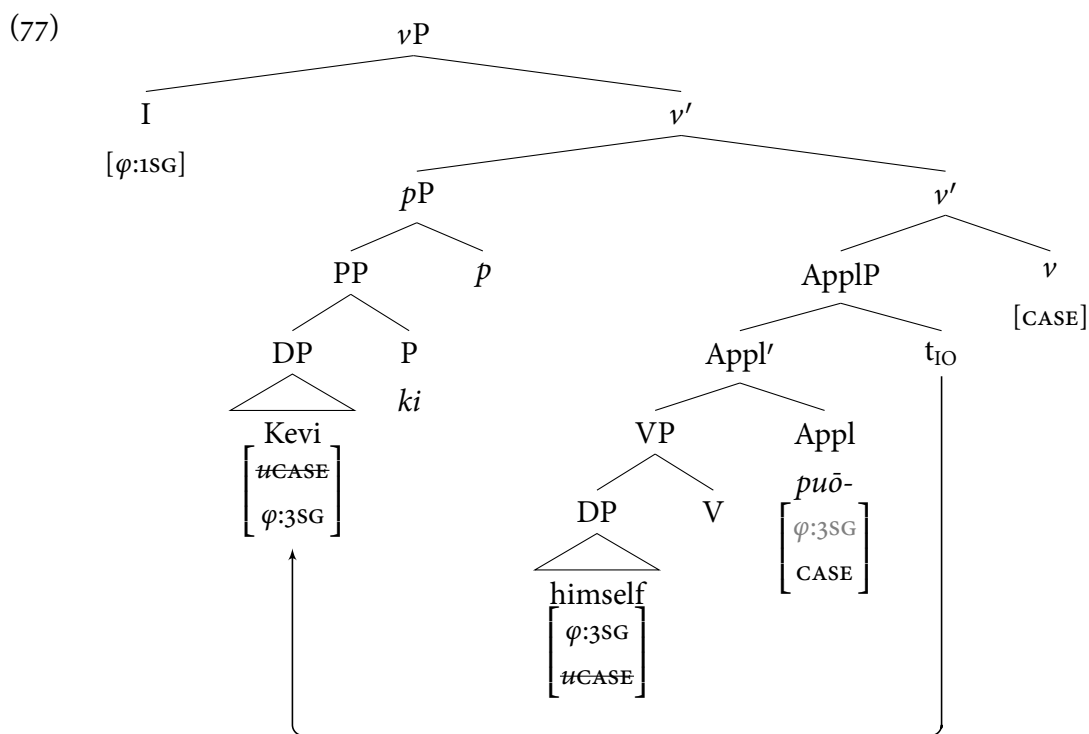 (77)
vP
I
v′
[φ:1SG]
pP
v′
PP
p
ApplP
v
[CASE]
DP
P
Appl′
t_IO
ki
Kevi
VP
Appl
[uCASE
puō-
φ:3SG]
DP
V
[φ:3SG
CASE]
himself
[φ:3SG
uCASE]